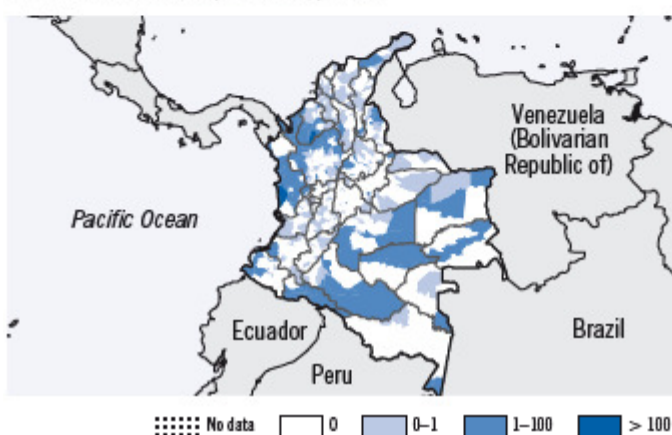 Venezuela
(Bolivarian
Republic of)
Pacific Ocean
Ecuador
Brazil
Peru
No data 0 0–1 1–100 > 100